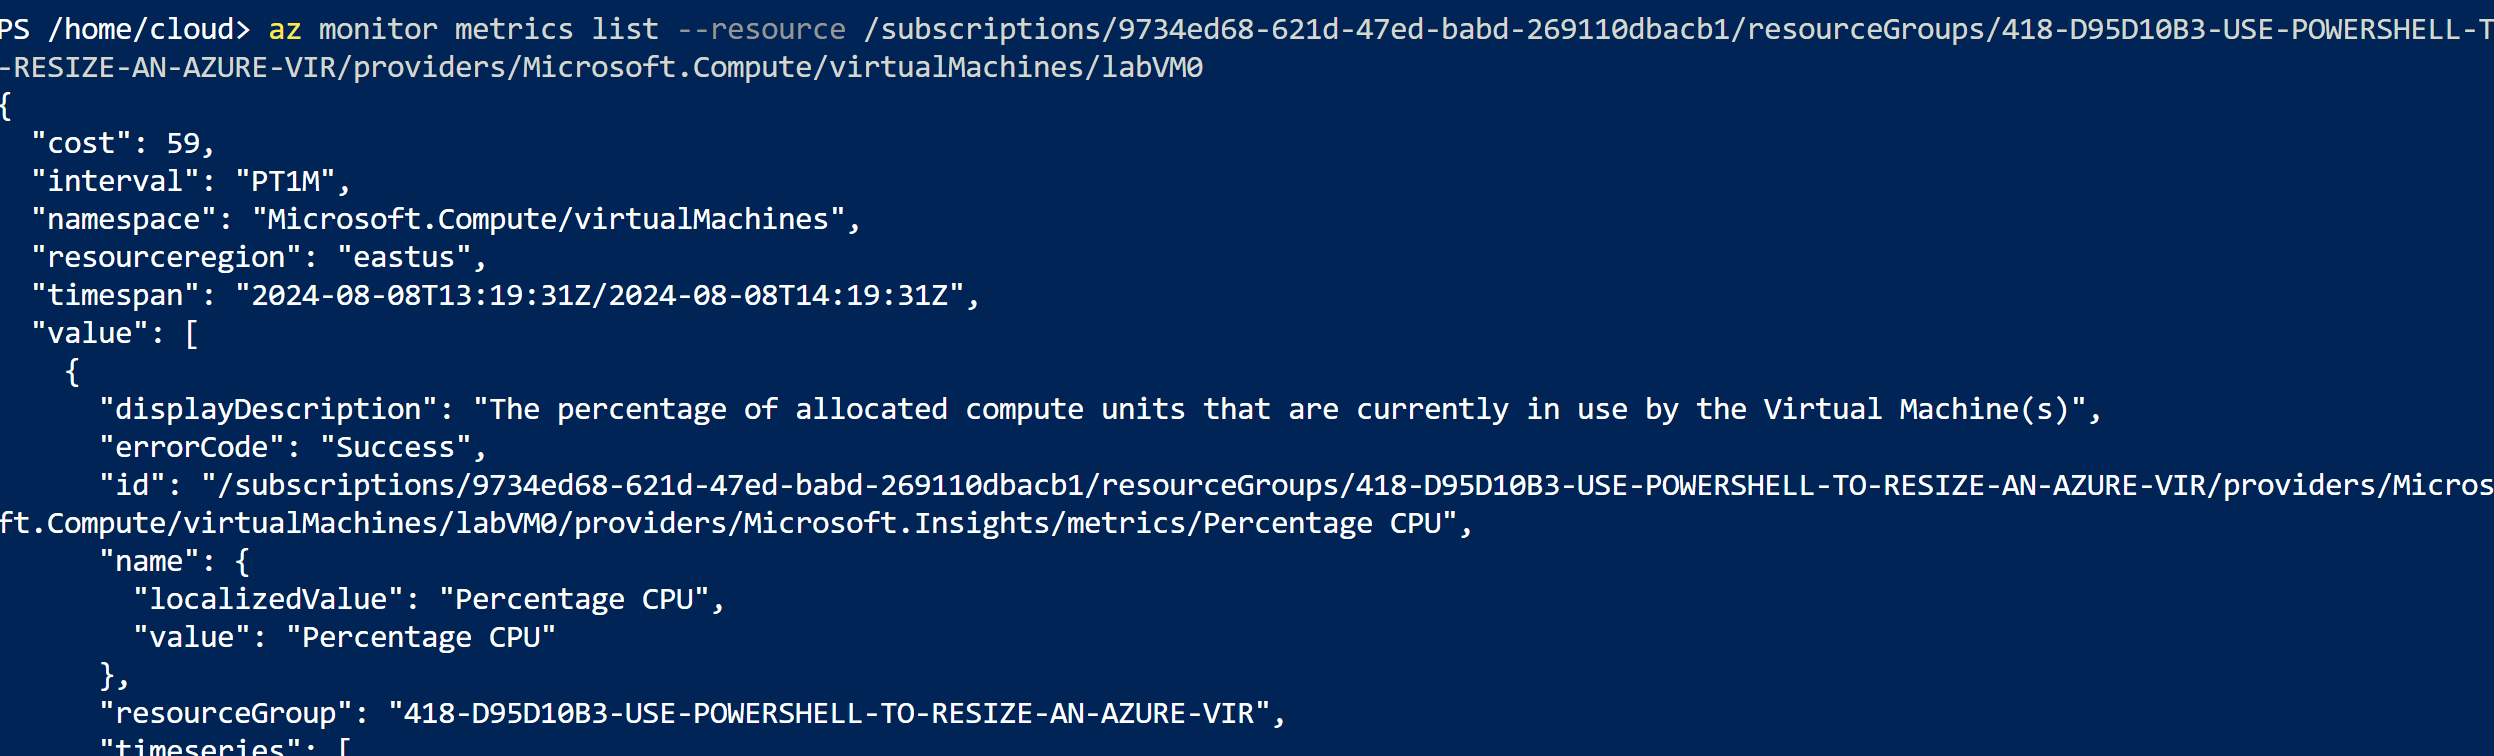 PS /home/cloud> az monitor metrics list --resource /subscriptions/9734ed68-621d-47ed-babd-269110dbacb1/resourceGroups/418-D95D10B3-USE-POWERSHELL-T
-RESIZE-AN-AZURE-VIR/providers/Microsoft.Compute/virtualMachines/labVM0
{
  "cost": 59,
  "interval": "PT1M",
  "namespace": "Microsoft.Compute/virtualMachines",
  "resourceregion": "eastus",
  "timespan": "2024-08-08T13:19:31Z/2024-08-08T14:19:31Z",
  "value": [
    {
      "displayDescription": "The percentage of allocated compute units that are currently in use by the Virtual Machine(s)",
      "errorCode": "Success",
      "id": "/subscriptions/9734ed68-621d-47ed-babd-269110dbacb1/resourceGroups/418-D95D10B3-USE-POWERSHELL-TO-RESIZE-AN-AZURE-VIR/providers/Micros
ft.Compute/virtualMachines/labVM0/providers/Microsoft.Insights/metrics/Percentage CPU",
      "name": {
        "localizedValue": "Percentage CPU",
        "value": "Percentage CPU"
      },
      "resourceGroup": "418-D95D10B3-USE-POWERSHELL-TO-RESIZE-AN-AZURE-VIR",
      "timeseries": [